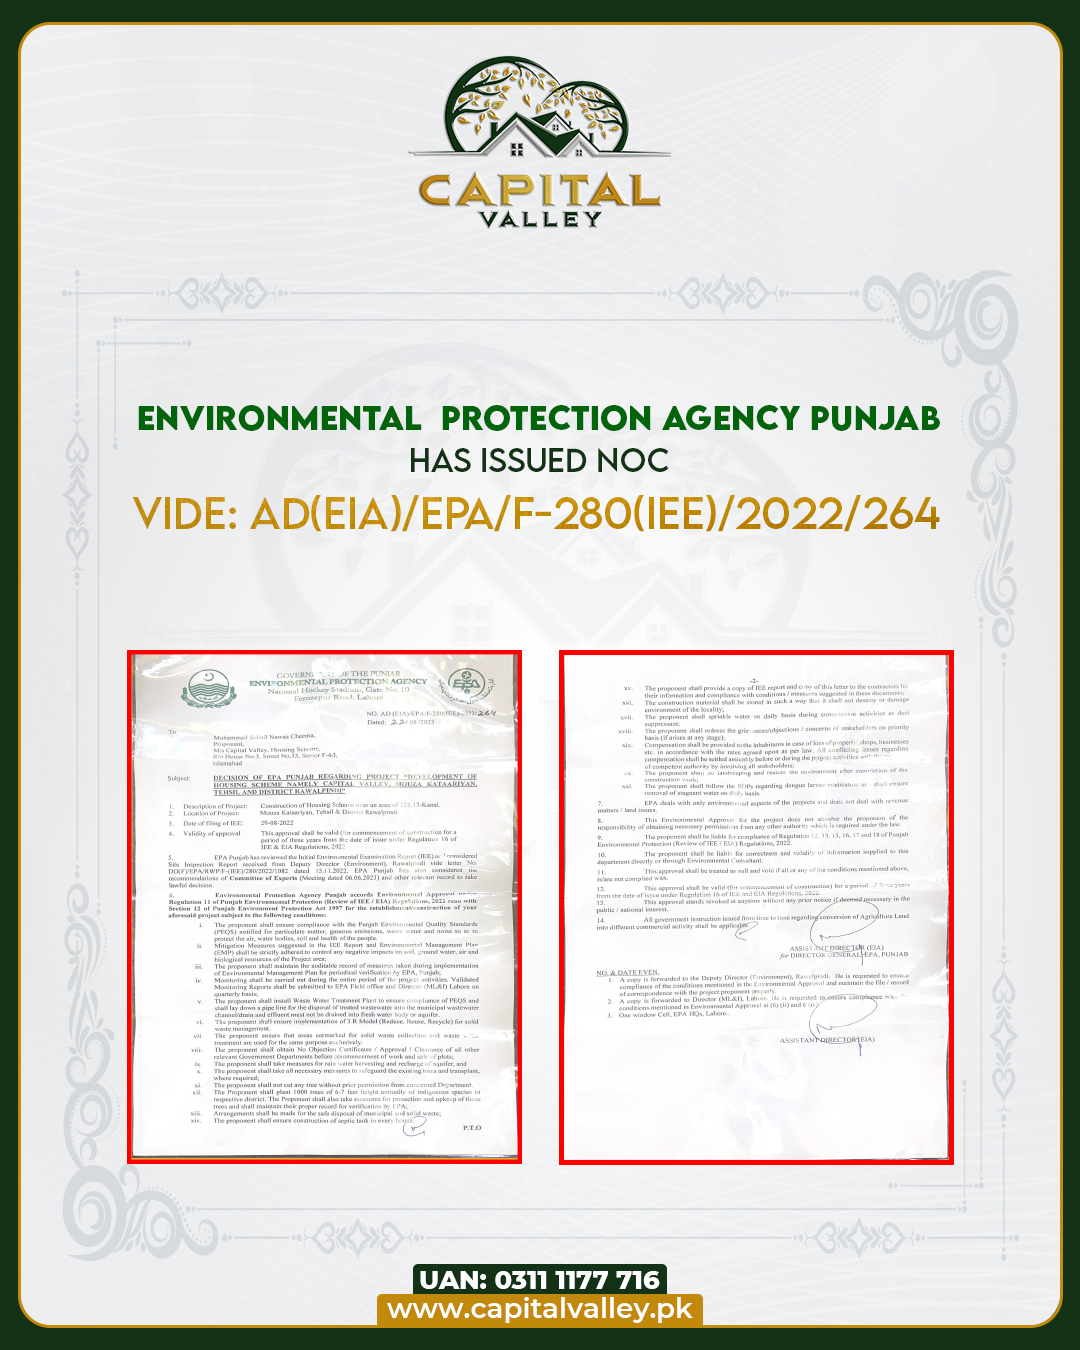 CAPITAL
VALLEY
ENVIRONMENTAL PROTECTION AGENCY PUNJAB
HAS ISSUED NOC
VIDE: AD(EIA)/EPA/F-280(IEE)/2022/264
GOVERNMENT OF THE PUNJAB
ENVIRONMENTAL PROTECTION AGENCY
National Hockey Stadium, Gate No. 10
Ferozepur Road, Lahore
NO. AD (EIA)/EPA/F-280(IEE)/2022/264
Dated: 22/06/2023
To
Muhammad Sohail Nawaz Cheema,
Proponent,
M/s Capital Valley, Housing Scheme,
H/o House No.3, Street No.35, Sector F-6/1,
Islamabad
Subject: DECISION OF EPA PUNJAB REGARDING PROJECT "DEVELOPMENT OF
HOUSING SCHEME NAMELY CAPITAL VALLEY, MOUZA KATAARIYAN,
TEHSIL AND DISTRICT RAWALPINDI"
1. Description of Project: Construction of Housing Scheme over an area of 123.17-Kanal.
2. Location of Project: Mouza Kataariyan, Tehsil & District Rawalpindi
3. Date of filing of IEE: 29-08-2022
4. Validity of approval This approval shall be valid (for commencement of construction for a
period of three years from the date of issue under Regulation 16 of
IEE & EIA Regulations, 2022
5. EPA Punjab has reviewed the Initial Environmental Examination Report (IEE) and considered
Site Inspection Report received from Deputy Director (Environment), Rawalpindi vide letter No.
DD(F)/EPA/RWP/F-(IEE)/280/2022/1082 dated 15.11.2022. EPA Punjab has also considered the
recommendations of Committee of Experts (Meeting dated 06.06.2023) and other relevant record to take
lawful decision.
6. Environmental Protection Agency Punjab accords Environmental Approval under
Regulation 11 of Punjab Environmental Protection (Review of IEE / EIA) Regulations, 2022 read with
Section 12 of Punjab Environment Protection Act 1997 for the establishment/construction of your
aforesaid project subject to the following conditions:
i. The proponent shall ensure compliance with the Punjab Environmental Quality Standards
(PEQS) notified for particulate matter, gaseous emissions, waste water and noise so as to
protect the air, water bodies, soil and health of the people.
ii. Mitigation Measures suggested in the IEE Report and Environmental Management Plan
(EMP) shall be strictly adhered to control any negative impacts on soil, ground water, air and
biological resources of the Project area;
iii. The proponent shall maintain the auditable record of measures taken during implementation
of Environmental Management Plan for periodical verification by EPA, Punjab;
iv. Monitoring shall be carried out during the entire period of the project activities. Validated
Monitoring Reports shall be submitted to EPA Field office and Director (ML&I) Lahore on
quarterly basis;
v. The proponent shall install Waste Water Treatment Plant to ensure compliance of PEQS and
shall lay down a pipe line for the disposal of treated wastewater into the municipal wastewater
channel/drain and effluent must not be drained into fresh water body or aquifer.
vi. The proponent shall ensure implementation of 3 R Model (Reduce, Reuse, Recycle) for solid
waste management.
vii. The proponent ensure that areas earmarked for solid waste collection and waste water
treatment are used for the same purpose exclusively.
viii. The proponent shall obtain No Objection Certificates / Approval / Clearance of all other
relevant Government Departments before commencement of work and sale of plots;
ix. The proponent shall take measures for rain water harvesting and recharge of aquifer, and
x. The proponent shall take all necessary measures to safeguard the existing trees and transplant,
where required;
xi. The proponent shall not cut any tree without prior permission from concerned Department.
xii. The Proponent shall plant 1000 trees of 6-7 feet height annually of indigenous species in
respective district. The Proponent shall also take measures for protection and upkeep of these
trees and shall maintain their proper record for verification by EPA;
xiii. Arrangements shall be made for the safe disposal of municipal and solid waste;
xiv. The proponent shall ensure construction of septic tank in every house.
P.T.O
-2-
xv. The proponent shall provide a copy of IEE report and copy of this letter to the contractors for
their information and compliance with conditions / measures suggested in these documents;
xvi. The construction material shall be stored in such a way that it shall not destroy or damage
environment of the locality;
xvii. The proponent shall sprinkle water on daily basis during construction activities as dust
suppressant;
xviii. The proponent shall redress the grievances/objections / concerns of stakeholders on priority
basis (if arises at any stage);
xix. Compensation shall be provided to the inhabitants in case of loss of property, shops, businesses
etc. in accordance with the rates agreed upon as per law. All conflicting issues regarding
compensation shall be settled amicably before or during the project activities with the
of competent authority by involving all stakeholders;
xx. The proponent shall do landscaping and restore the environment after completion of the
construction work;
xxi. The proponent shall follow the SOPs regarding dengue larvae eradication and shall ensure
removal of stagnant water on daily basis
7. EPA deals with only environmental aspects of the projects and does not deal with revenue
matters / land issues.
8. This Environmental Approval for the project does not absolve the proponent of the
responsibility of obtaining necessary permissions from any other authority which is required under the law.
9. The proponent shall be liable for compliance of Regulation 12, 13, 15, 16, 17 and 18 of Punjab
Environmental Protection (Review of IEE / EIA) Regulations, 2022.
10. The proponent shall be liable for correctness and validity of information supplied to this
department directly or through Environmental Consultant.
11. This approval shall be treated as null and void if all or any of the conditions mentioned above,
is/are not complied with.
12. This approval shall be valid (for commencement of construction) for a period of three years
from the date of issue under Regulation 16 of IEE and EIA Regulations, 2022.
13. This approval stands revoked at anytime without any prior notice if deemed necessary in the
public / national interest.
14. All government instruction issued from time to time regarding conversion of Agriculture Land
into different commercial activity shall be applicable.
ASSISTANT DIRECTOR (EIA)
for DIRECTOR GENERAL, EPA, PUNJAB
NO. & DATE EVEN.
1. A copy is forwarded to the Deputy Director (Environment), Rawalpindi. He is requested to ensure
compliance of the conditions mentioned in the Environmental Approval and maintain the file / record
of correspondence with the project proponent properly.
2. A copy is forwarded to Director (ML&I), Lahore. He is requested to ensure compliance
conditions mentioned in Environmental Approval at (6) (ii) and 6 (iv)
3. One window Cell, EPA HQs, Lahore..
ASSISTANT DIRECTOR (EIA)
UAN: 0311 1177 716
www.capitalvalley.pk